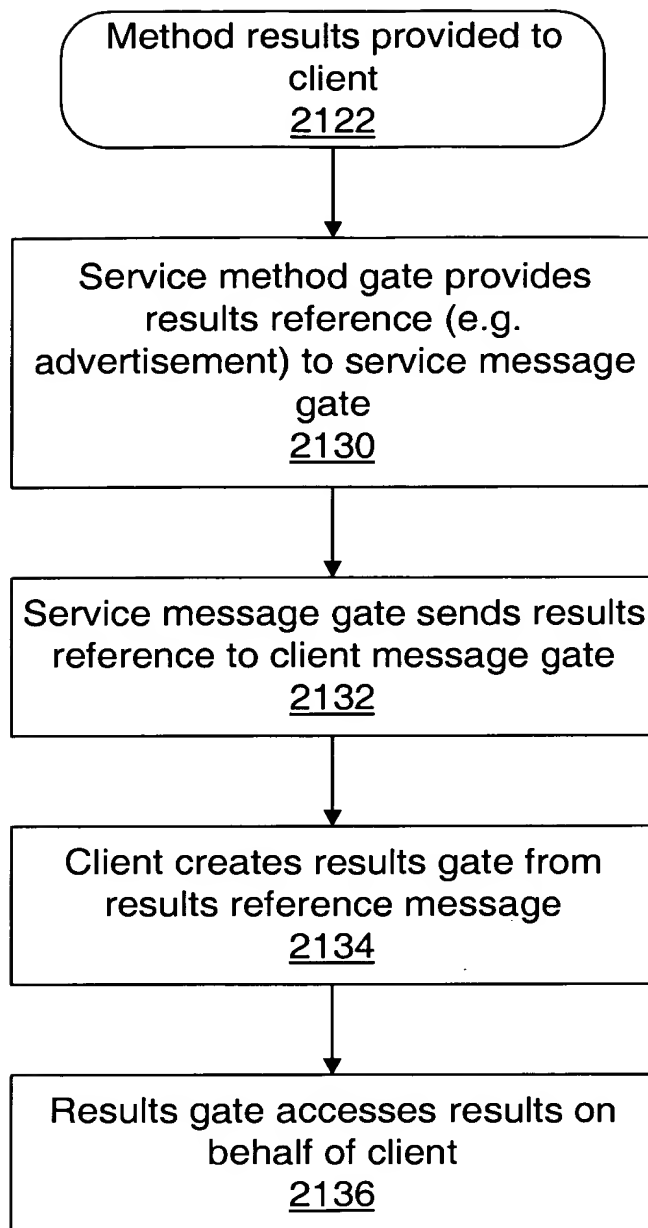 Method results provided to
client
2122
Service method gate provides
results reference (e.g.
advertisement) to service message
gate
2130
Service message gate sends results
reference to client message gate
2132
Client creates results gate from
results reference message
2134
Results gate accesses results on
behalf of client
2136